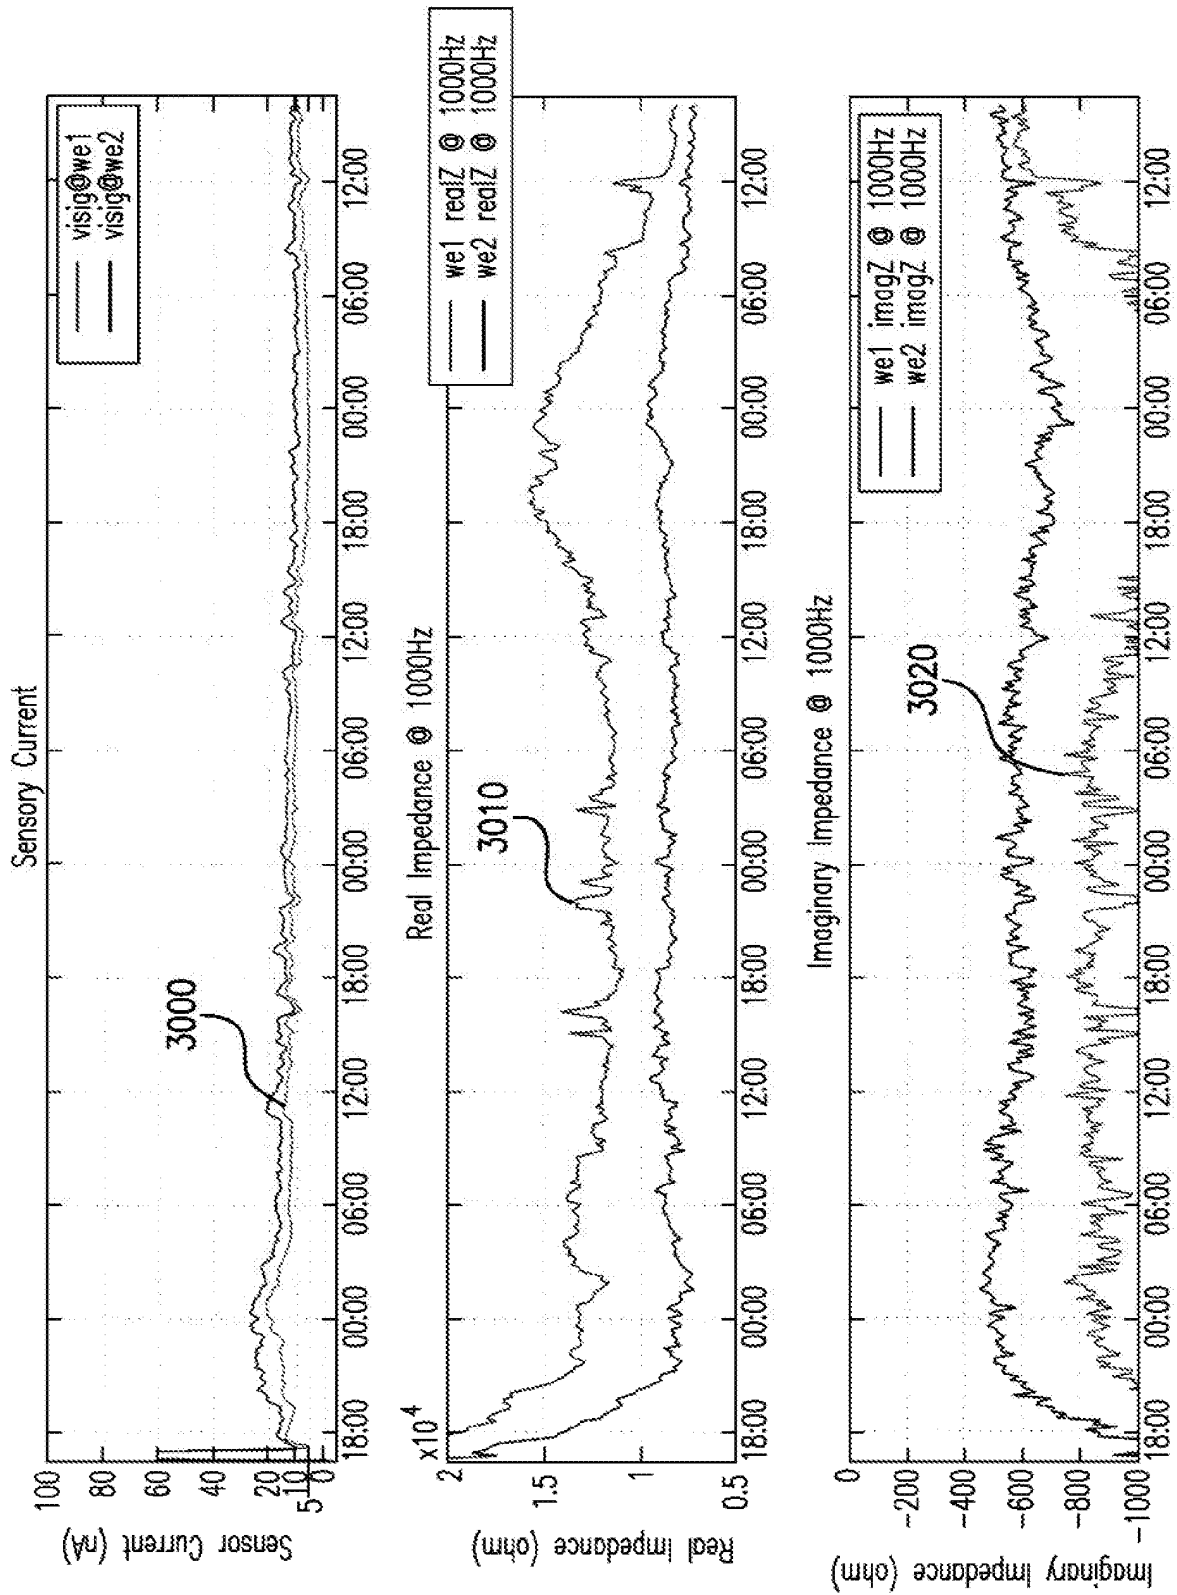 Sensory Current
Sensor Current (nA)
100
80
60
40
20
10
5
0
visig@we1
visig@we2
3000
18:00 00:00 06:00 12:00 18:00 00:00 06:00 12:00 18:00 00:00 06:00 12:00
Real Impedance @ 1000Hz
x10⁴
Real Impedance (ohm)
2
1.5
1
0.5
we1 realZ @ 1000Hz
we2 realZ @ 1000Hz
3010
18:00 00:00 06:00 12:00 18:00 00:00 06:00 12:00 18:00 00:00 06:00 12:00
Imaginary Impedance @ 1000Hz
Imaginary Impedance (ohm)
0
-200
-400
-600
-800
-1000
we1 imagZ @ 1000Hz
we2 imagZ @ 1000Hz
3020
18:00 00:00 06:00 12:00 18:00 00:00 06:00 12:00 18:00 00:00 06:00 12:00